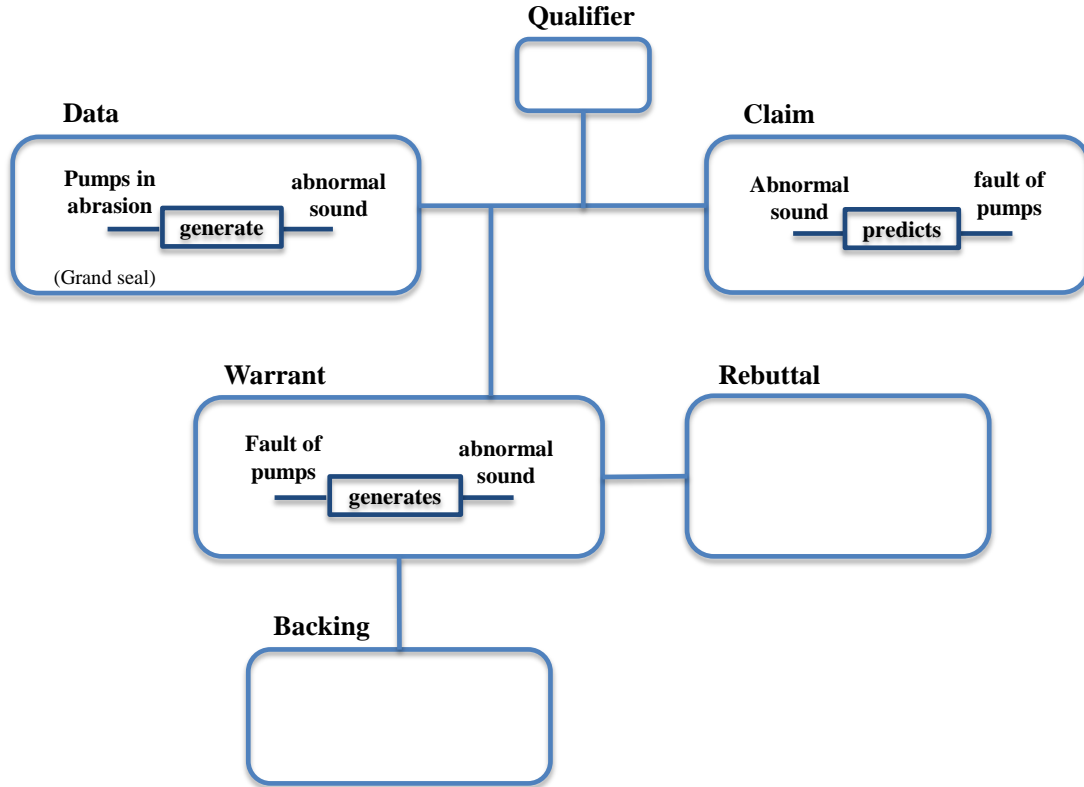 Qualifier
Data
Claim
Pumps in
abrasion
generate
abnormal
sound
(Grand seal)
Abnormal
sound
predicts
fault of
pumps
Warrant
Rebuttal
Fault of
pumps
generates
abnormal
sound
Backing